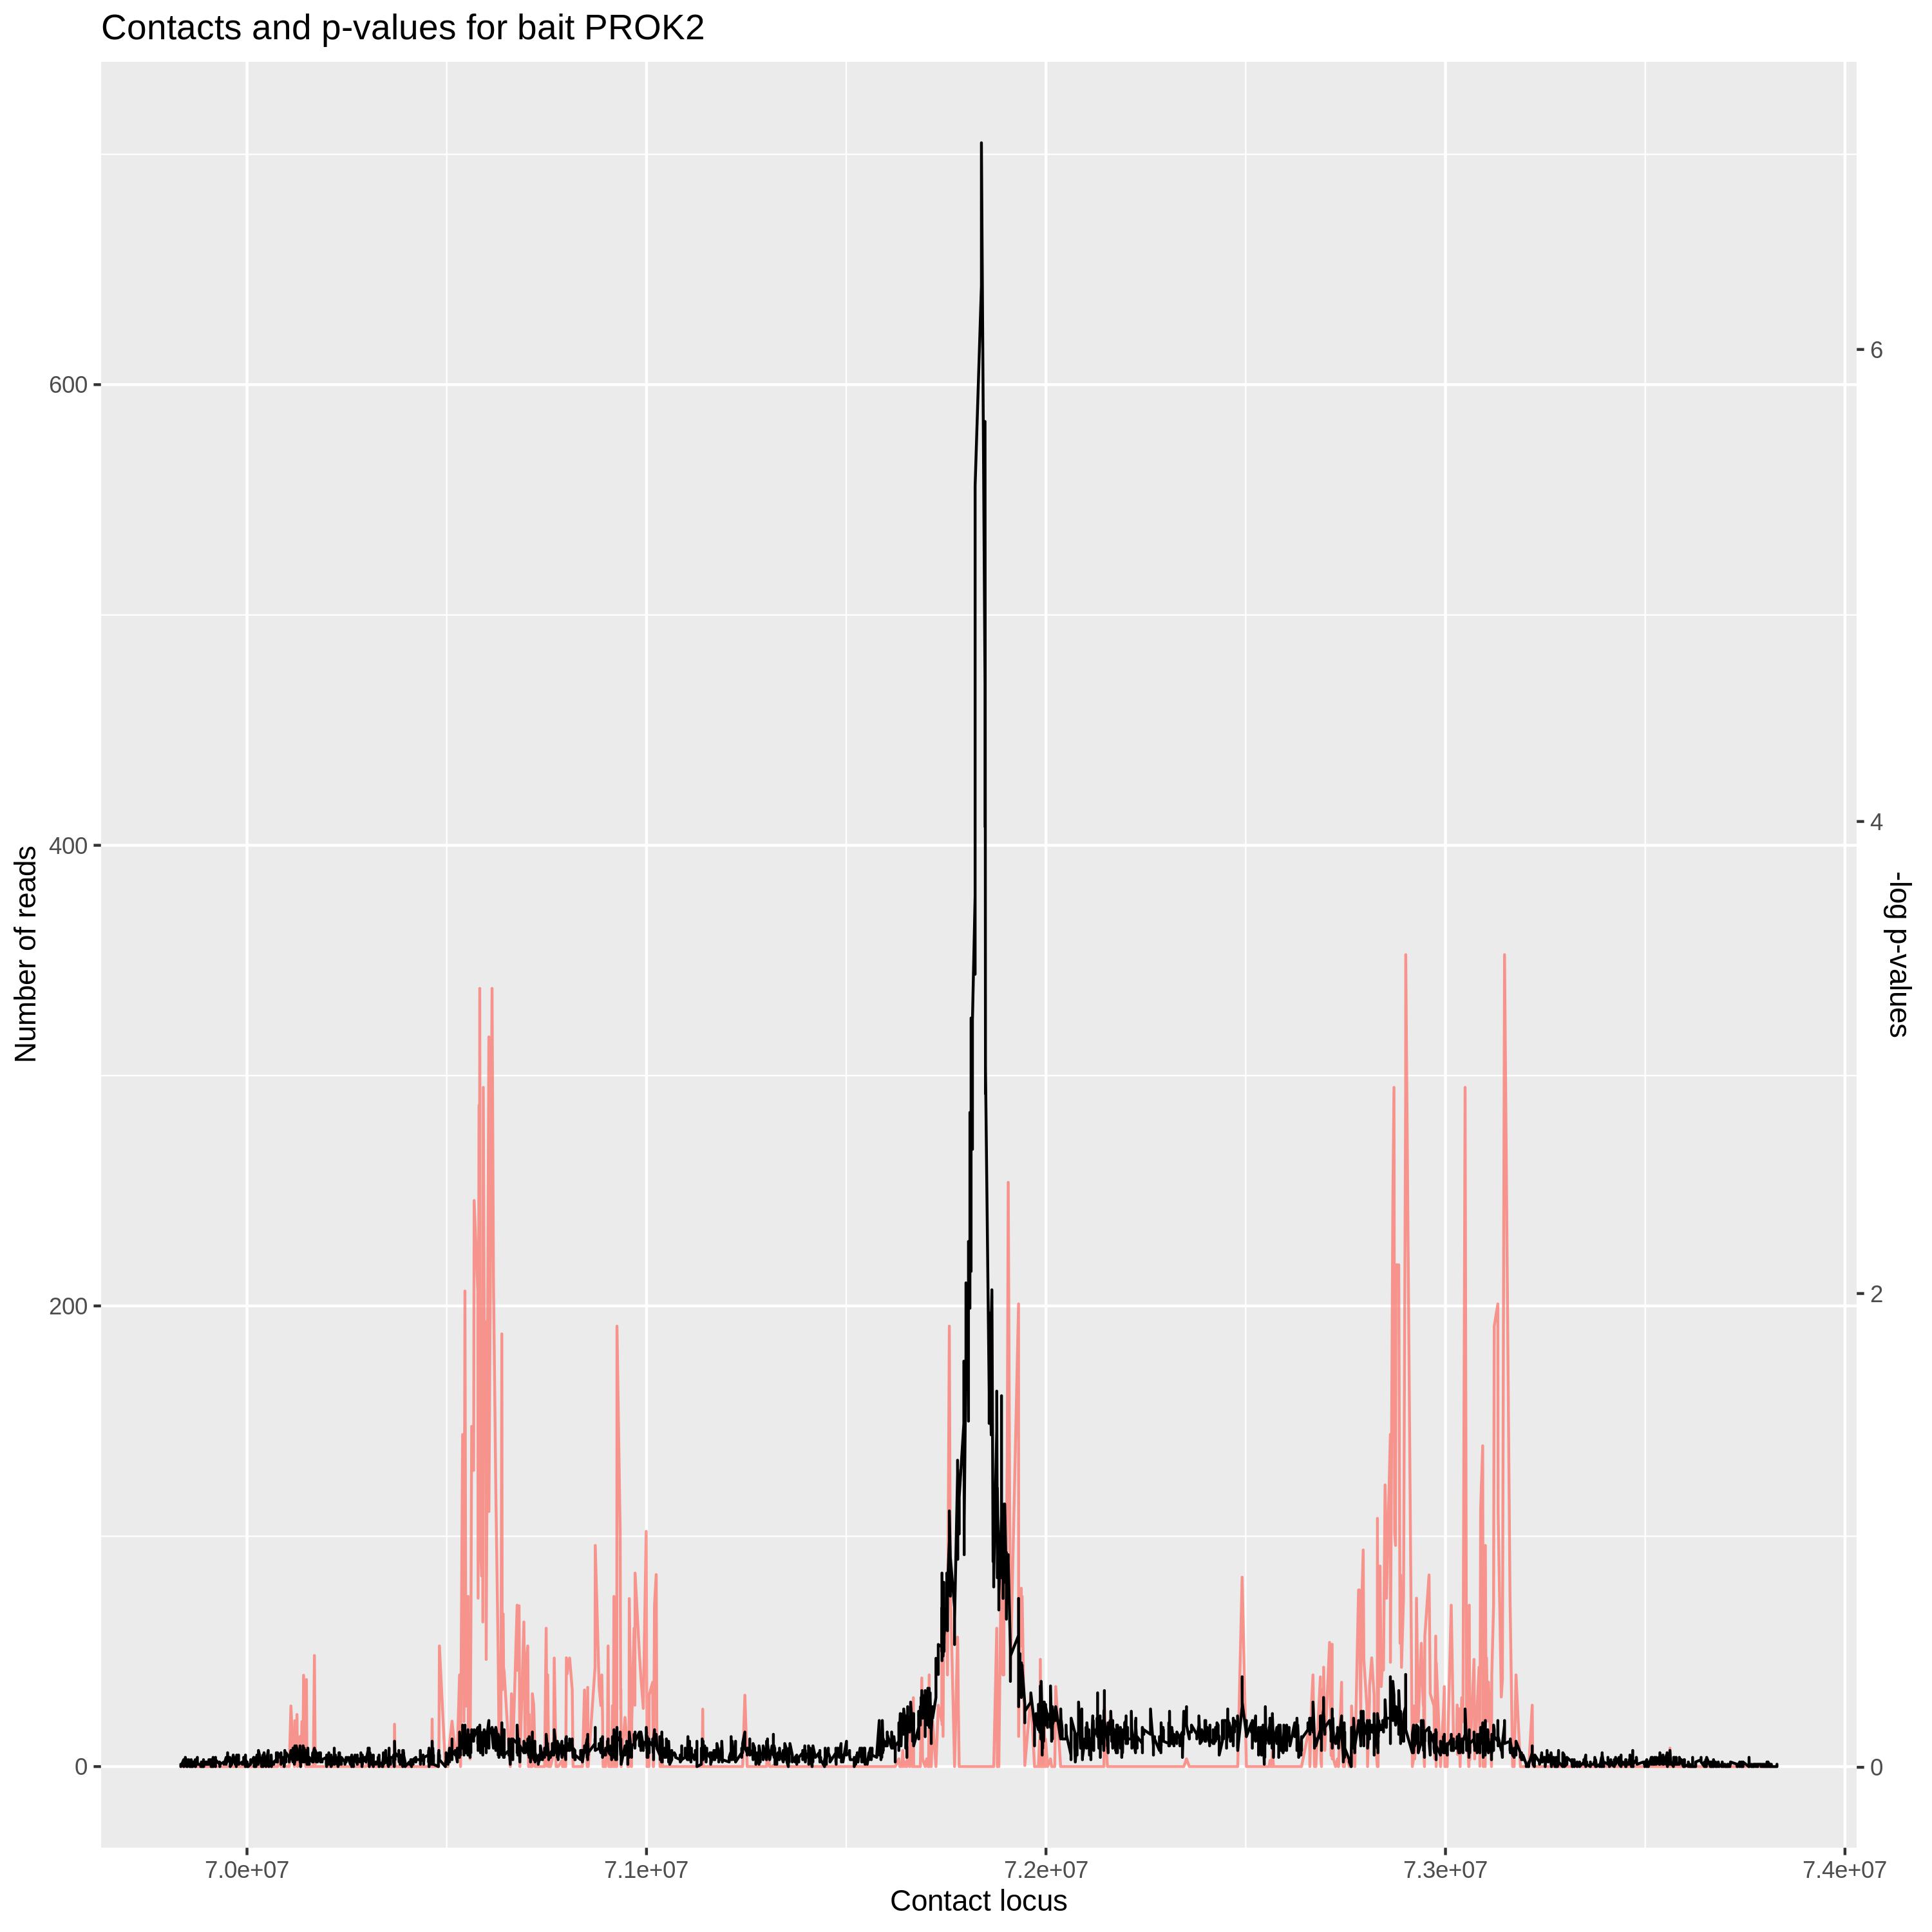 Contacts and p-values for bait PROK2
600
400
200
0
Number of reads
6
4
2
0
-log p-values
7.0e+07 7.1e+07 7.2e+07 7.3e+07 7.4e+07
Contact locus